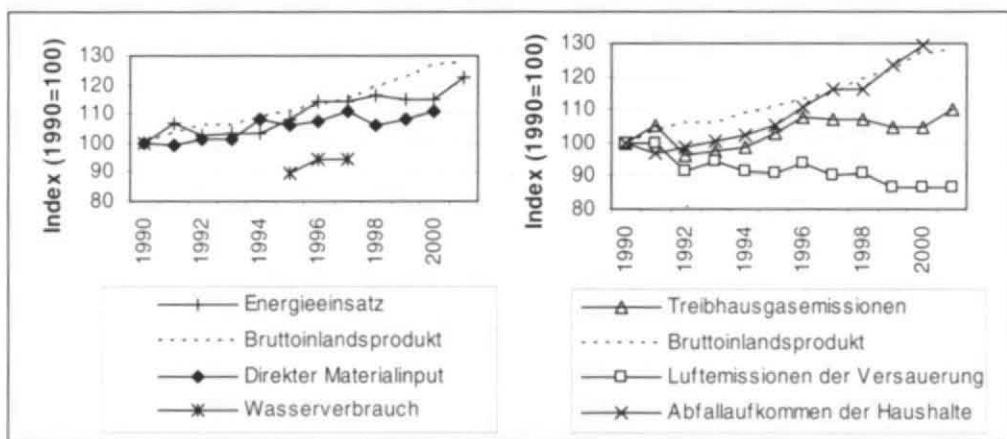 Index (1990=100)
130
120
110
100
90
80
1990
1992
1994
1996
1998
2000
Energieeinsatz
Bruttoinlandsprodukt
Direkter Materialinput
Wasserverbrauch
Index (1990=100)
130
120
110
100
90
80
1990
1992
1994
1996
1998
2000
Treibhausgasemissionen
Bruttoinlandsprodukt
Luftemissionen der Versauerung
Abfallaufkommen der Haushalte